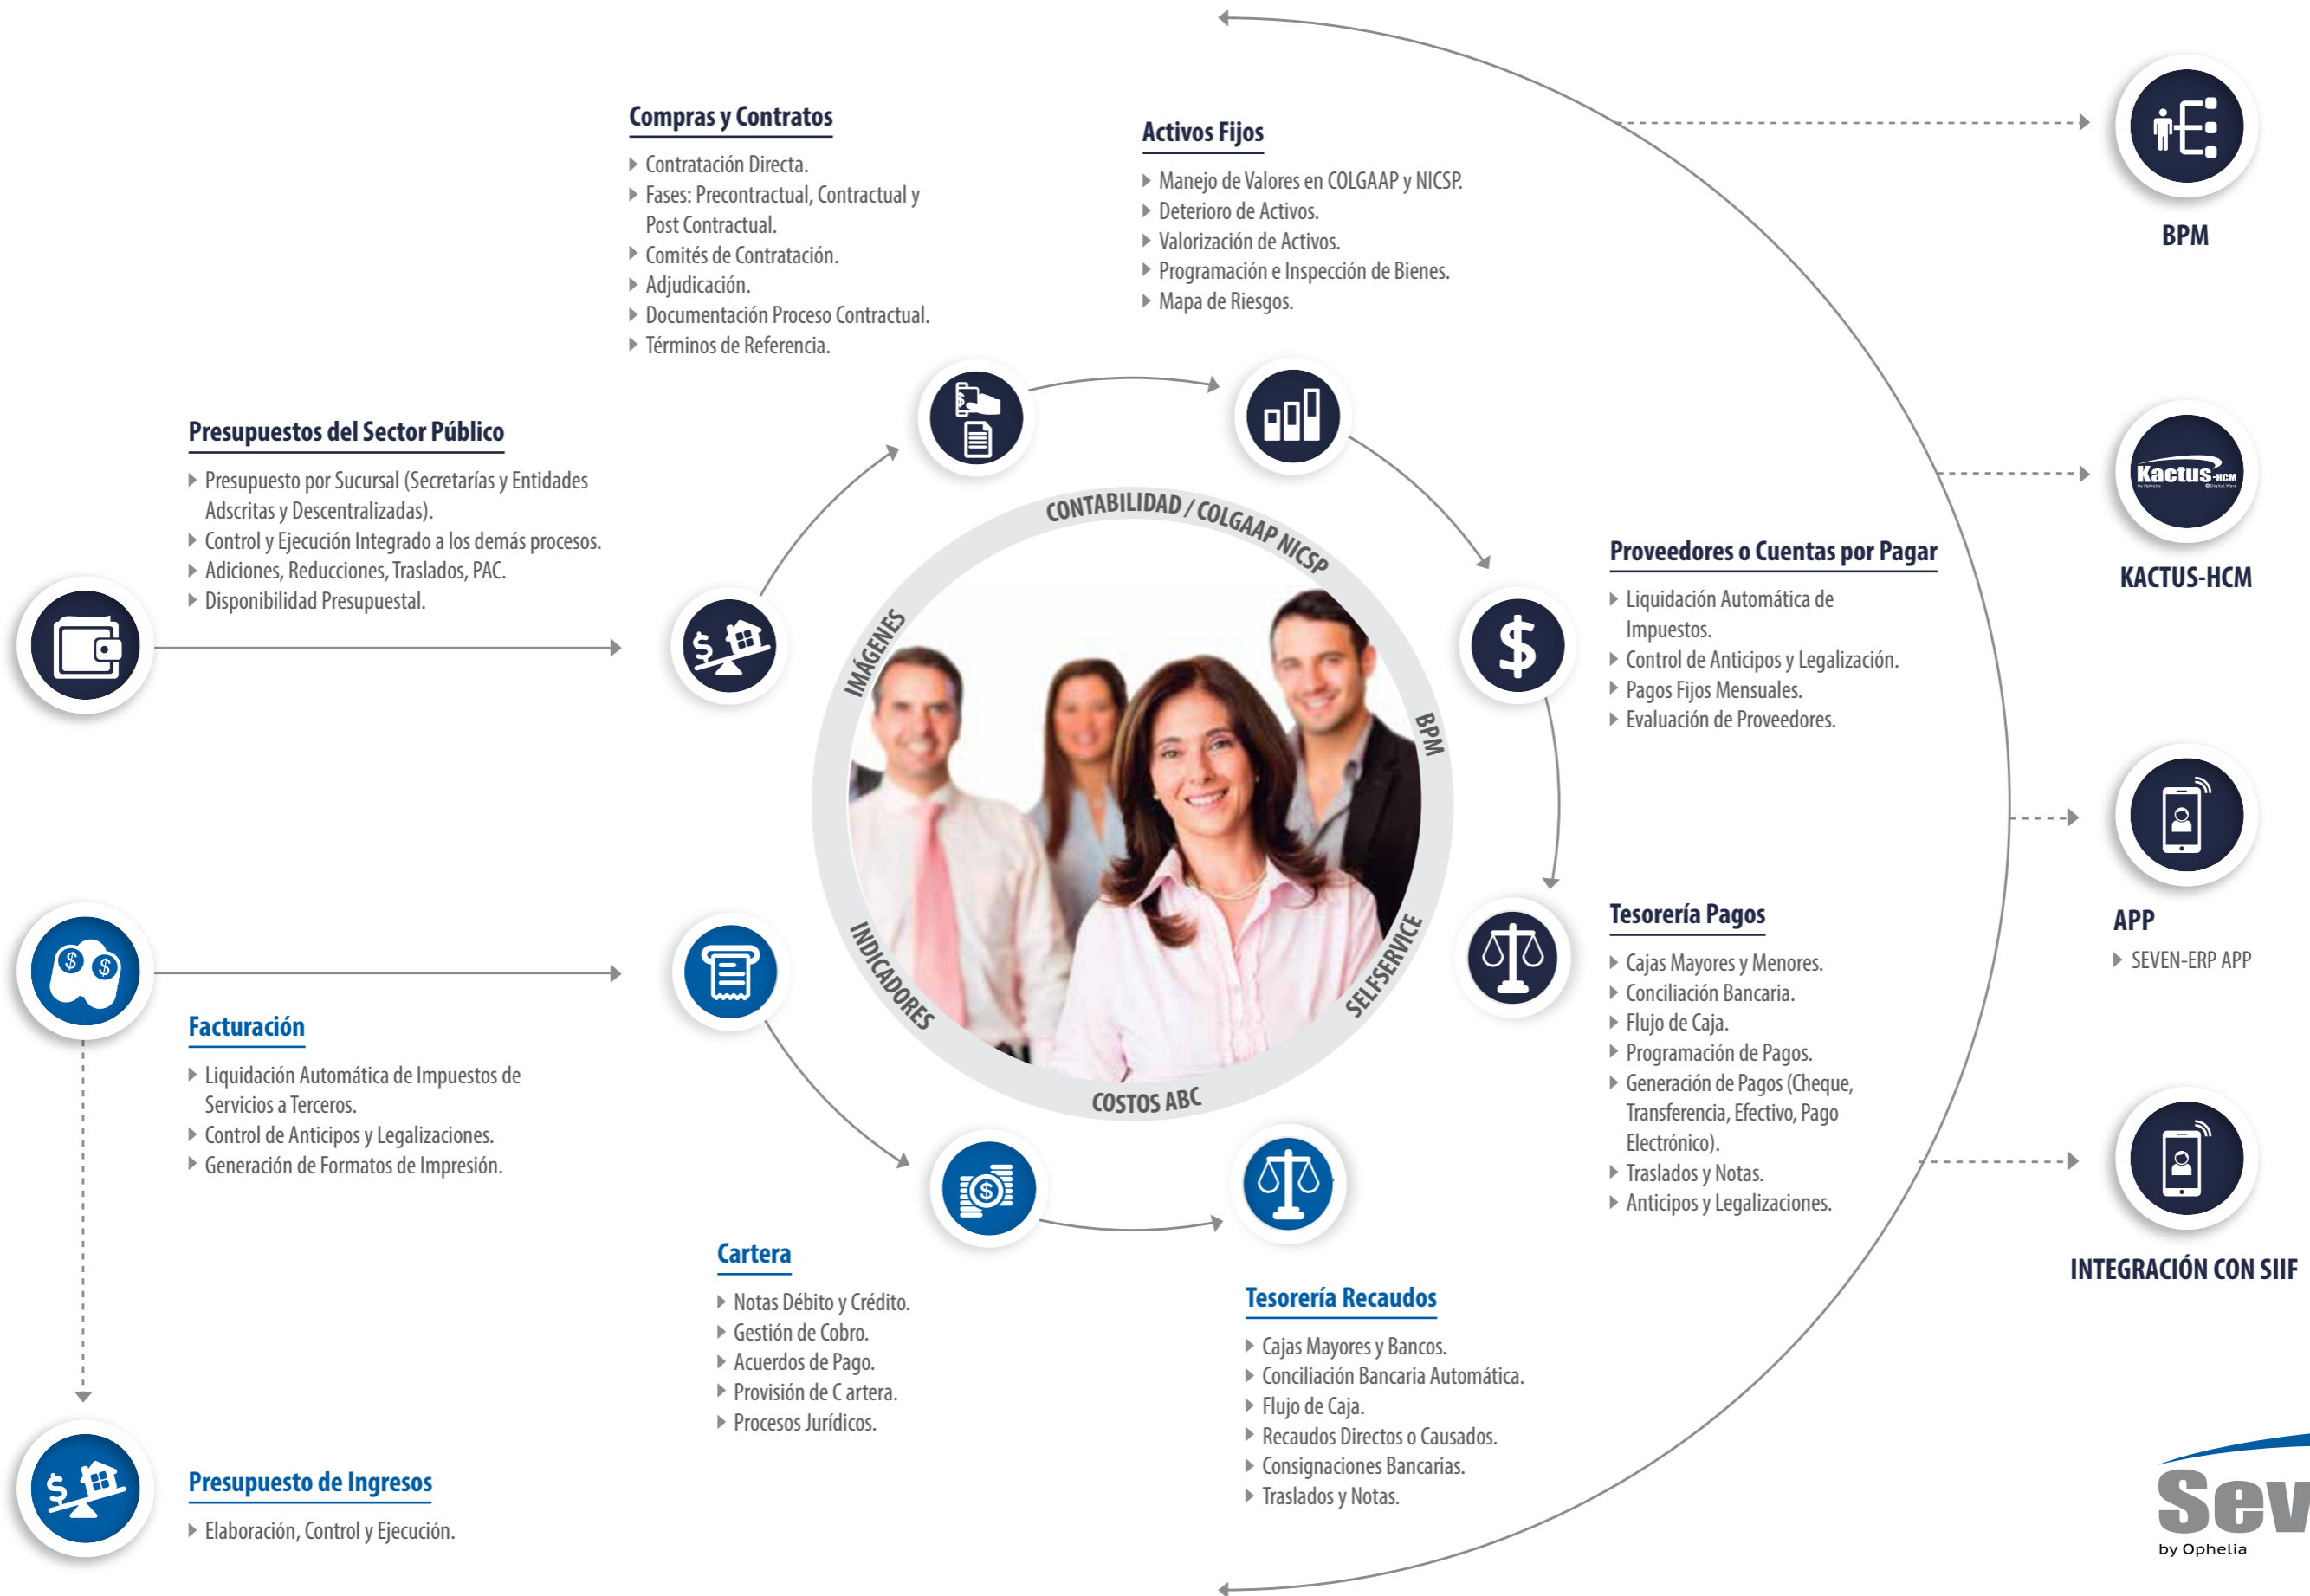 Compras y Contratos
Contratación Directa.
Fases: Precontractual, Contractual y
Post Contractual.
Comités de Contratación.
Adjudicación.
Documentación Proceso Contractual.
Términos de Referencia.
Activos Fijos
Manejo de Valores en COLGAAP y NICSP.
Deterioro de Activos.
Valorización de Activos.
Programación e Inspección de Bienes.
Mapa de Riesgos.
BPM
Presupuestos del Sector Público
Presupuesto por Sucursal (Secretarías y Entidades
Adscritas y Descentralizadas).
Control y Ejecución Integrado a los demás procesos.
Adiciones, Reducciones, Traslados, PAC.
Disponibilidad Presupuestal.
Kactus-HCM
by Ophelia
Digital Ware
KACTUS-HCM
CONTABILIDAD / COLGAAP NICSP
IMÁGENES
BPM
INDICADORES
SELFSERVICE
COSTOS ABC
Proveedores o Cuentas por Pagar
Liquidación Automática de
Impuestos.
Control de Anticipos y Legalización.
Pagos Fijos Mensuales.
Evaluación de Proveedores.
APP
SEVEN-ERP APP
Tesorería Pagos
Cajas Mayores y Menores.
Conciliación Bancaria.
Flujo de Caja.
Programación de Pagos.
Generación de Pagos (Cheque,
Transferencia, Efectivo, Pago
Electrónico).
Traslados y Notas.
Anticipos y Legalizaciones.
Facturación
Liquidación Automática de Impuestos de
Servicios a Terceros.
Control de Anticipos y Legalizaciones.
Generación de Formatos de Impresión.
INTEGRACIÓN CON SIIF
Cartera
Notas Débito y Crédito.
Gestión de Cobro.
Acuerdos de Pago.
Provisión de C artera.
Procesos Jurídicos.
Tesorería Recaudos
Cajas Mayores y Bancos.
Conciliación Bancaria Automática.
Flujo de Caja.
Recaudos Directos o Causados.
Consignaciones Bancarias.
Traslados y Notas.
Presupuesto de Ingresos
Elaboración, Control y Ejecución.
Sev
by Ophelia